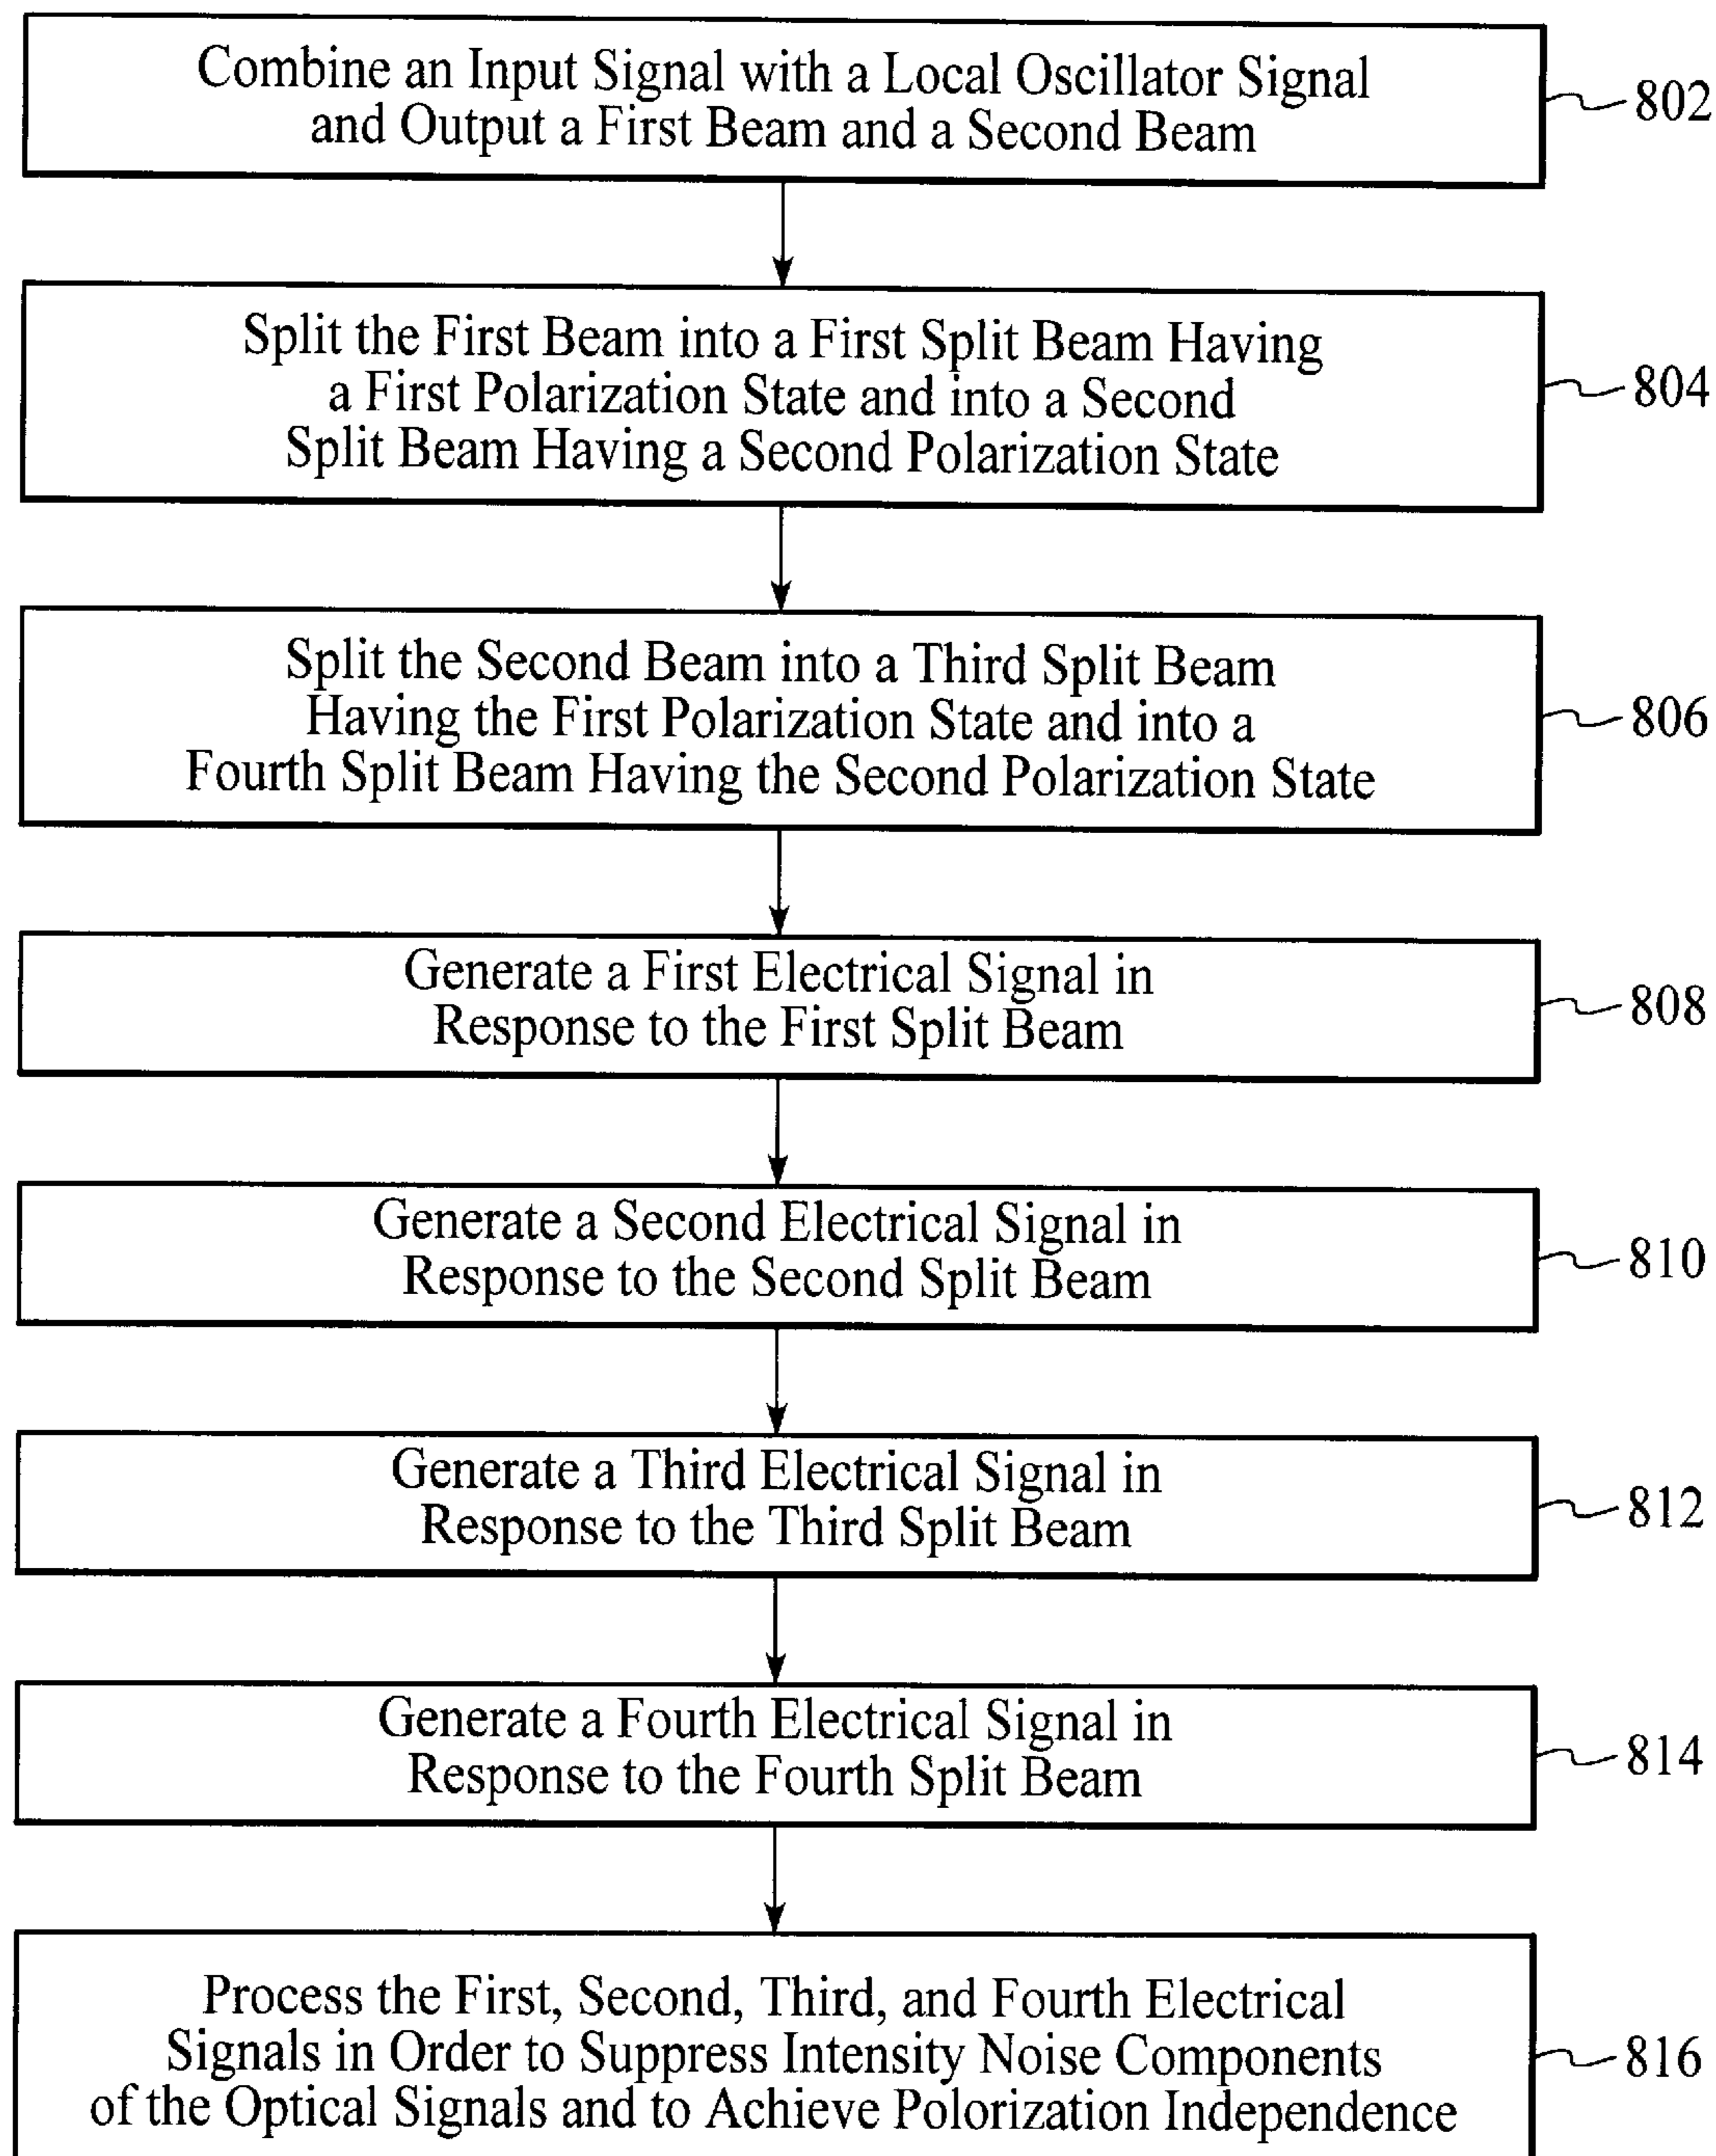 Combine an Input Signal with a Local Oscillator Signal
and Output a First Beam and a Second Beam
802
Split the First Beam into a First Split Beam Having
a First Polarization State and into a Second
Split Beam Having a Second Polarization State
804
Split the Second Beam into a Third Split Beam
Having the First Polarization State and into a
Fourth Split Beam Having the Second Polarization State
806
Generate a First Electrical Signal in
Response to the First Split Beam
808
Generate a Second Electrical Signal in
Response to the Second Split Beam
810
Generate a Third Electrical Signal in
Response to the Third Split Beam
812
Generate a Fourth Electrical Signal in
Response to the Fourth Split Beam
814
Process the First, Second, Third, and Fourth Electrical
Signals in Order to Suppress Intensity Noise Components
of the Optical Signals and to Achieve Polorization Independence
816